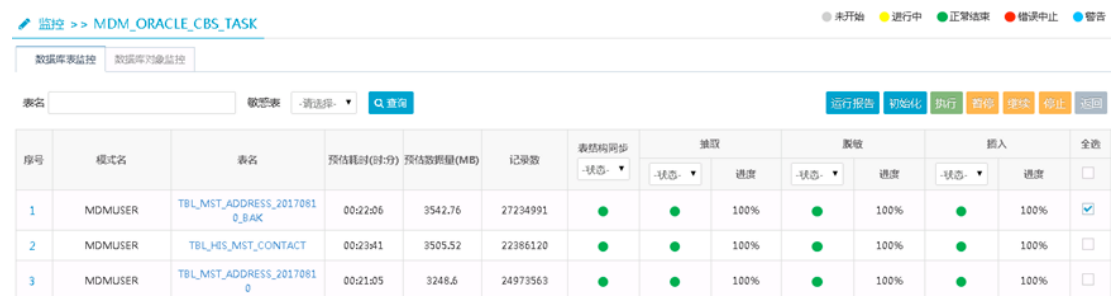 未开始 进行中 正常结束 错误中止 警告
监控 >> MDM_ORACLE_CBS_TASK
数据库表监控 数据库对象监控
表名 敏感表 -请选择- 查询 运行报告 初始化 执行 暂停 继续 停止 返回
序号 模式名 表名 预估耗时(时:分) 预估数据量(MB) 记录数 表结构同步 抽取 脱敏 插入 全选
-状态- -状态- 进度 -状态- 进度 -状态- 进度
1 MDMUSER TBL_MST_ADDRESS_2017081 00:22:06 3542.76 27234991 100% 100% 100%
0_BAK
2 MDMUSER TBL_HIS_MST_CONTACT 00:23:41 3505.52 22386120 100% 100% 100%
3 MDMUSER TBL_MST_ADDRESS_2017081 00:21:05 3248.6 24973563 100% 100% 100%
0